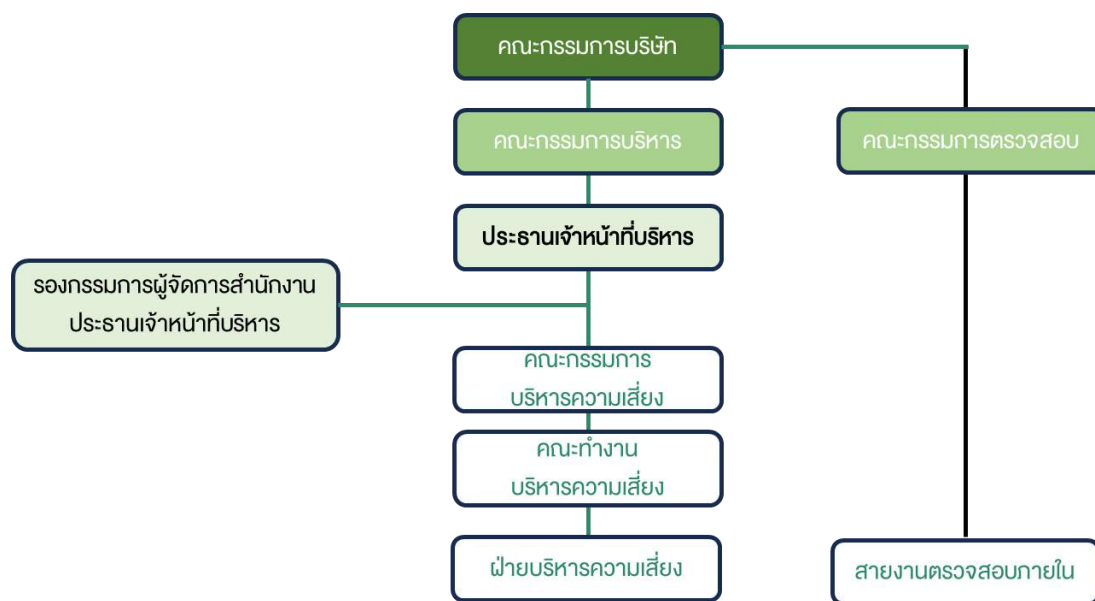 คณะกรรมการบริษัท
คณะกรรมการบริหาร
คณะกรรมการตรวจสอบ
ประธานเจ้าหน้าที่บริหาร
รองกรรมการผู้จัดการสำนักงาน
ประธานเจ้าหน้าที่บริหาร
คณะกรรมการ
บริหารความเสี่ยง
คณะทำงาน
บริหารความเสี่ยง
ฝ่ายบริหารความเสี่ยง
สายงานตรวจสอบภายใน